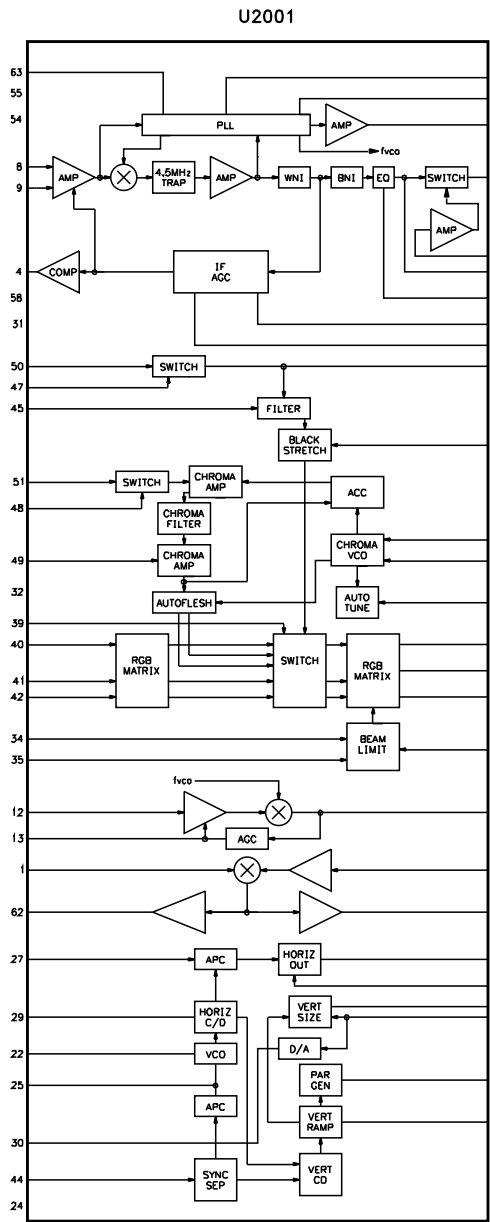 U2001
63
55
54
PLL
AMP
fvco
8
9
AMP
4.5MHz
TRAP
AMP
WNI
BNI
EQ
SWITCH
AMP
4
COMP
IF
AGC
58
31
50
SWITCH
47
45
FILTER
BLACK
STRETCH
51
SWITCH
CHROMA
AMP
ACC
48
CHROMA
FILTER
49
CHROMA
AMP
CHROMA
VCO
32
AUTOFLESH
AUTO
TUNE
39
40
RGB
MATRIX
SWITCH
RGB
MATRIX
41
42
34
BEAM
LIMIT
35
fvco
12
13
AGC
1
62
27
APC
HORIZ
OUT
29
HORIZ
C/D
VERT
SIZE
22
VCO
D/A
25
PAR
GEN
APC
VERT
RAMP
30
44
SYNC
SEP
VERT
CD
24